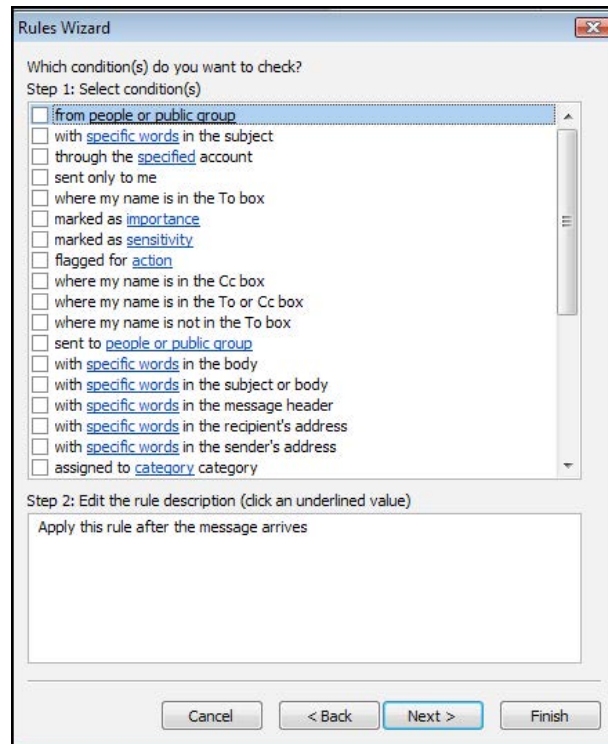 Rules Wizard
Which condition(s) do you want to check?
Step 1: Select condition(s)
from people or public group
with specific words in the subject
through the specified account
sent only to me
where my name is in the To box
marked as importance
marked as sensitivity
flagged for action
where my name is in the Cc box
where my name is in the To or Cc box
where my name is not in the To box
sent to people or public group
with specific words in the body
with specific words in the subject or body
with specific words in the message header
with specific words in the recipient's address
with specific words in the sender's address
assigned to category category
Step 2: Edit the rule description (click an underlined value)
Apply this rule after the message arrives
Cancel < Back Next > Finish